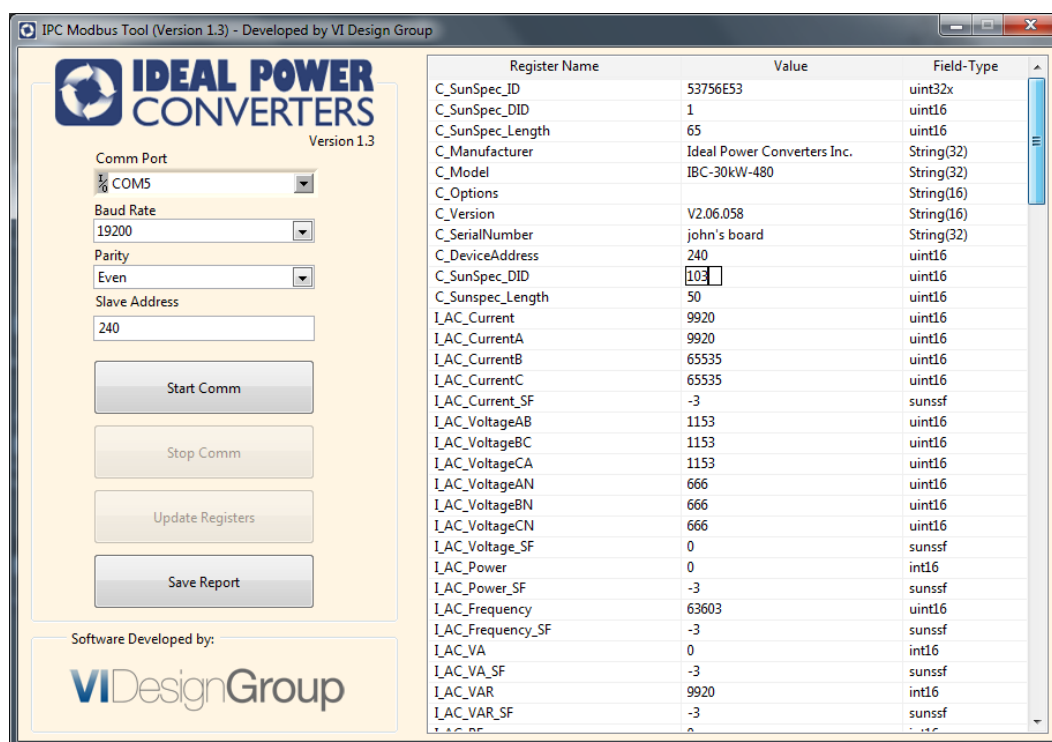 IPC Modbus Tool (Version 1.3) - Developed by VI Design Group
IDEAL POWER
CONVERTERS
Version 1.3
Comm Port
COM5
Baud Rate
19200
Parity
Even
Slave Address
240
Start Comm
Stop Comm
Update Registers
Save Report
Software Developed by:
VIDesignGroup
Register Name Value Field-Type
C_SunSpec_ID 53756E53 uint32x
C_SunSpec_DID 1 uint16
C_SunSpec_Length 65 uint16
C_Manufacturer Ideal Power Converters Inc. String(32)
C_Model IBC-30kW-480 String(32)
C_Options String(16)
C_Version V2.06.058 String(16)
C_SerialNumber john's board String(32)
C_DeviceAddress 240 uint16
C_SunSpec_DID 103 uint16
C_Sunspec_Length 50 uint16
I_AC_Current 9920 uint16
I_AC_CurrentA 9920 uint16
I_AC_CurrentB 65535 uint16
I_AC_CurrentC 65535 uint16
I_AC_Current_SF -3 sunssf
I_AC_VoltageAB 1153 uint16
I_AC_VoltageBC 1153 uint16
I_AC_VoltageCA 1153 uint16
I_AC_VoltageAN 666 uint16
I_AC_VoltageBN 666 uint16
I_AC_VoltageCN 666 uint16
I_AC_Voltage_SF 0 sunssf
I_AC_Power 0 int16
I_AC_Power_SF -3 sunssf
I_AC_Frequency 63603 uint16
I_AC_Frequency_SF -3 sunssf
I_AC_VA 0 int16
I_AC_VA_SF -3 sunssf
I_AC_VAR 9920 int16
I_AC_VAR_SF -3 sunssf